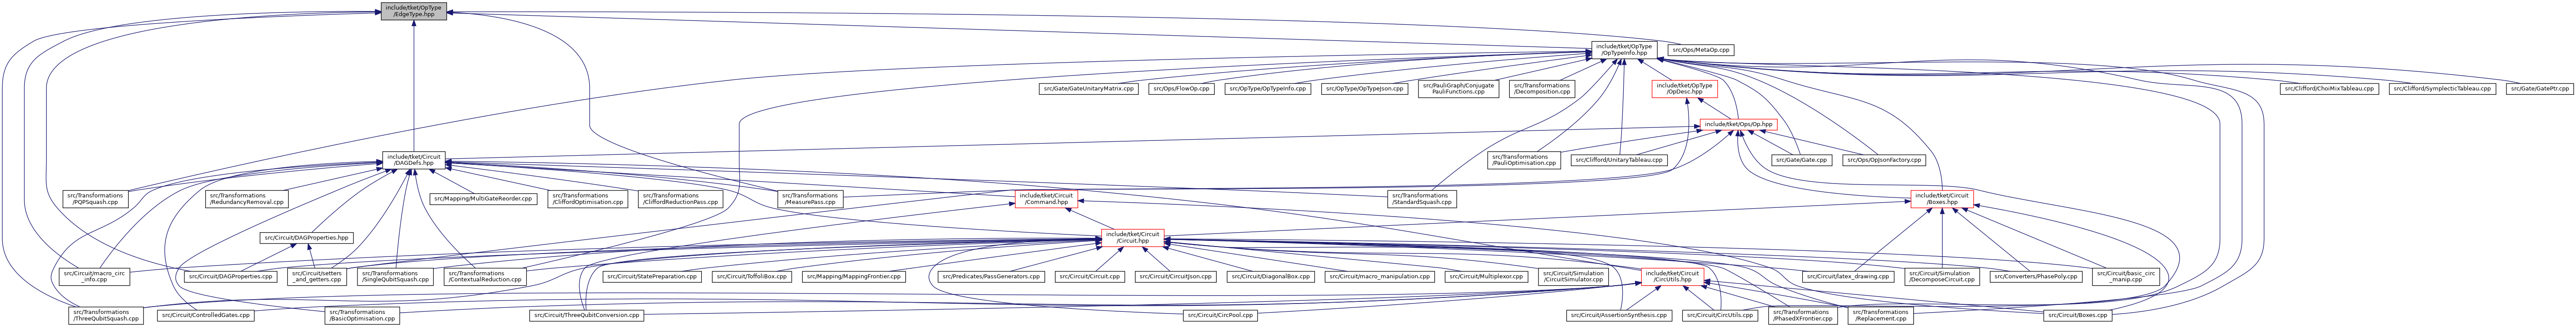 include/tket/OpType
/EdgeType.hpp
include/tket/OpType
/OpTypeInfo.hpp
src/Ops/MetaOp.cpp
src/Gate/GateUnitaryMatrix.cpp
src/Ops/FlowOp.cpp
src/OpType/OpTypeInfo.cpp
src/OpType/OpTypeJson.cpp
src/PauliGraph/Conjugate
PauliFunctions.cpp
src/Transformations
/Decomposition.cpp
include/tket/OpType
/OpDesc.hpp
src/Clifford/ChoiMixTableau.cpp
src/Clifford/SymplecticTableau.cpp
src/Gate/GatePtr.cpp
include/tket/Ops/Op.hpp
include/tket/Circuit
/DAGDefs.hpp
src/Transformations
/PauliOptimisation.cpp
src/Clifford/UnitaryTableau.cpp
src/Gate/Gate.cpp
src/Ops/OpJsonFactory.cpp
src/Transformations
/PQPSquash.cpp
src/Transformations
/RedundancyRemoval.cpp
src/Mapping/MultiGateReorder.cpp
src/Transformations
/CliffordOptimisation.cpp
src/Transformations
/CliffordReductionPass.cpp
src/Transformations
/MeasurePass.cpp
include/tket/Circuit
/Command.hpp
src/Transformations
/StandardSquash.cpp
include/tket/Circuit
/Boxes.hpp
src/Circuit/DAGProperties.hpp
include/tket/Circuit
/Circuit.hpp
src/Circuit/macro_circ
_info.cpp
src/Circuit/DAGProperties.cpp
src/Circuit/setters
_and_getters.cpp
src/Transformations
/SingleQubitSquash.cpp
src/Transformations
/ContextualReduction.cpp
src/Circuit/StatePreparation.cpp
src/Circuit/ToffoliBox.cpp
src/Mapping/MappingFrontier.cpp
src/Predicates/PassGenerators.cpp
src/Circuit/Circuit.cpp
src/Circuit/CircuitJson.cpp
src/Circuit/DiagonalBox.cpp
src/Circuit/macro_manipulation.cpp
src/Circuit/Multiplexor.cpp
src/Circuit/Simulation
/CircuitSimulator.cpp
include/tket/Circuit
/CircUtils.hpp
src/Circuit/latex_drawing.cpp
src/Circuit/Simulation
/DecomposeCircuit.cpp
src/Converters/PhasePoly.cpp
src/Circuit/basic_circ
_manip.cpp
src/Transformations
/ThreeQubitSquash.cpp
src/Circuit/ControlledGates.cpp
src/Transformations
/BasicOptimisation.cpp
src/Circuit/ThreeQubitConversion.cpp
src/Circuit/CircPool.cpp
src/Circuit/AssertionSynthesis.cpp
src/Circuit/CircUtils.cpp
src/Transformations
/PhasedXFrontier.cpp
src/Transformations
/Replacement.cpp
src/Circuit/Boxes.cpp